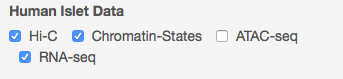 Human Islet Data
Hi-C Chromatin-States ATAC-seq
RNA-seq